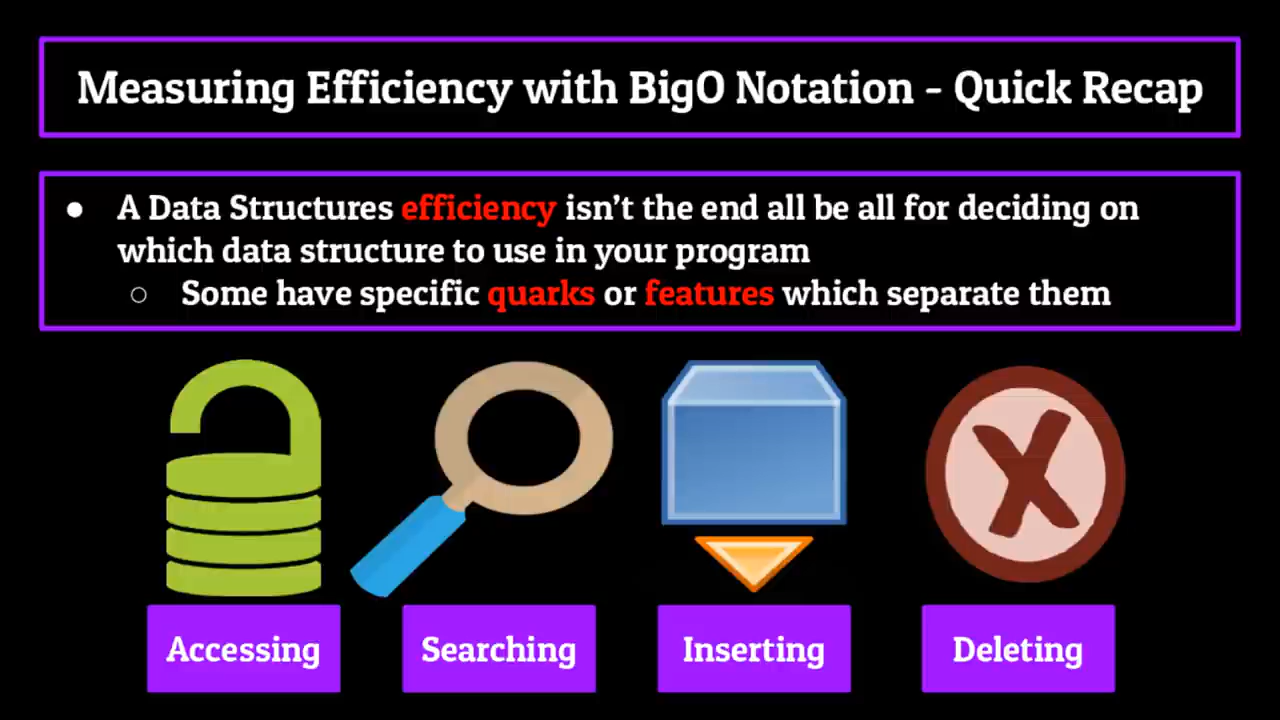 Measuring Efficiency with BigO Notation - Quick Recap
● A Data Structures efficiency isn't the end all be all for deciding on
which data structure to use in your program
○ Some have specific quarks or features which separate them
Accessing
Searching
Inserting
Deleting